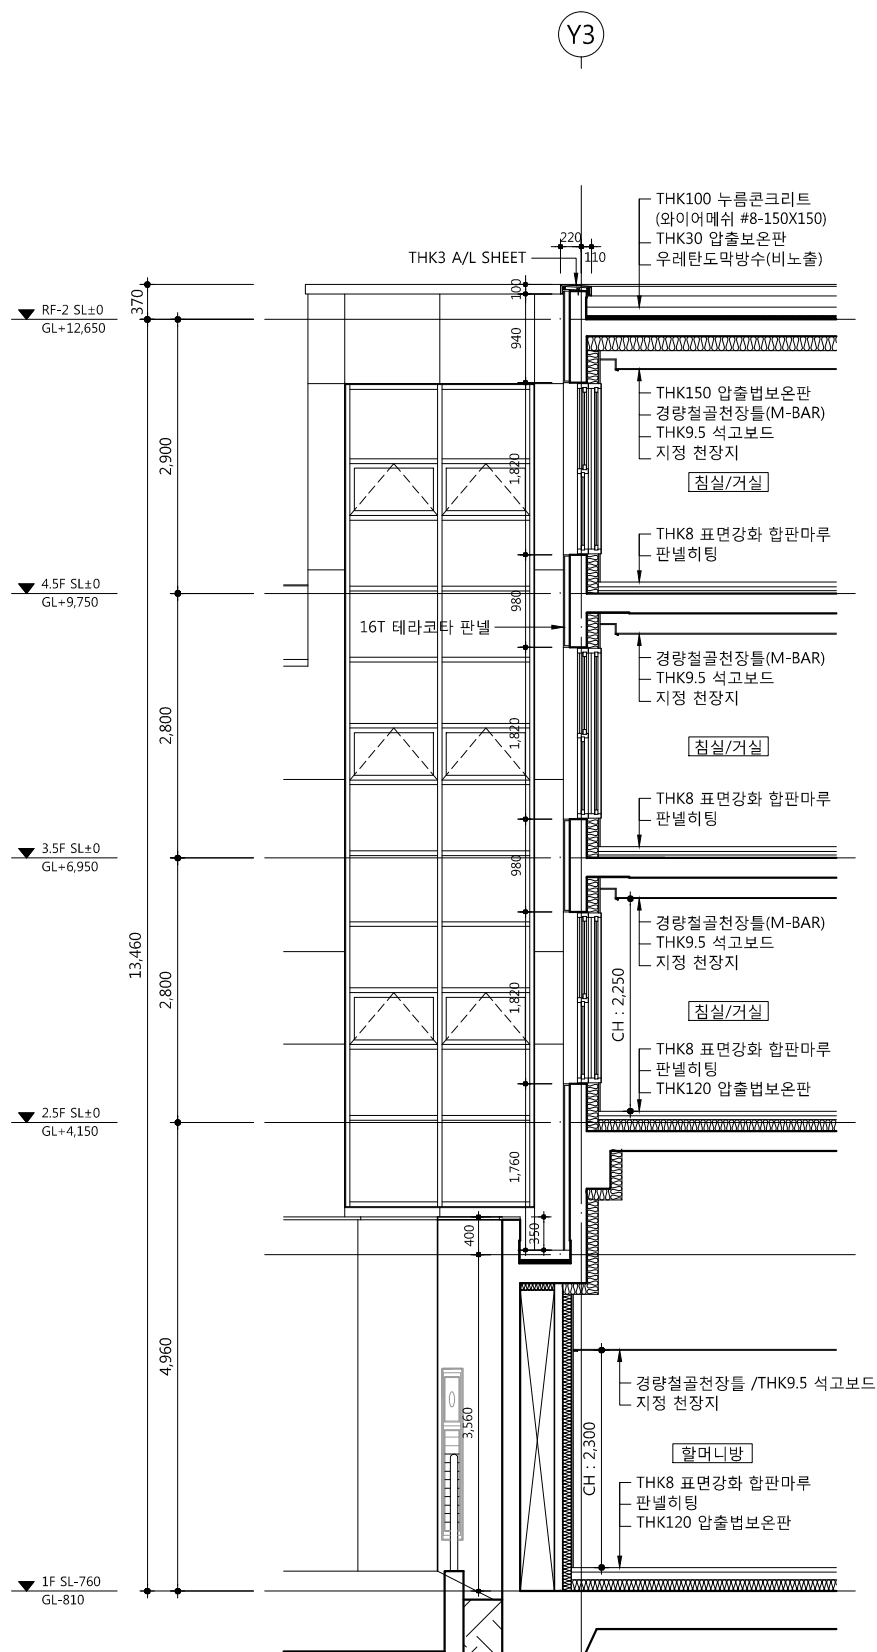 Y3
THK100 누름콘크리트
(와이어메쉬 #8-150X150)
THK30 압출보온판
우레탄도막방수(비노출)
220
110
THK3 A/L SHEET
100
370
RF-2 SL±0
GL+12,650
940
THK150 압출법보온판
경량철골천장틀(M-BAR)
THK9.5 석고보드
지정 천장지
2,900
1,820
침실/거실
THK8 표면강화 합판마루
판넬히팅
4.5F SL±0
GL+9,750
980
16T 테라코타 판넬
경량철골천장틀(M-BAR)
THK9.5 석고보드
지정 천장지
2,800
1,820
침실/거실
THK8 표면강화 합판마루
판넬히팅
3.5F SL±0
GL+6,950
980
경량철골천장틀(M-BAR)
THK9.5 석고보드
지정 천장지
13,460
2,800
1,820
CH : 2,250
침실/거실
THK8 표면강화 합판마루
판넬히팅
THK120 압출법보온판
2.5F SL±0
GL+4,150
1,760
400
350
4,960
경량철골천장틀 /THK9.5 석고보드
지정 천장지
3,560
CH : 2,300
할머니방
THK8 표면강화 합판마루
판넬히팅
THK120 압출법보온판
1F SL-760
GL-810